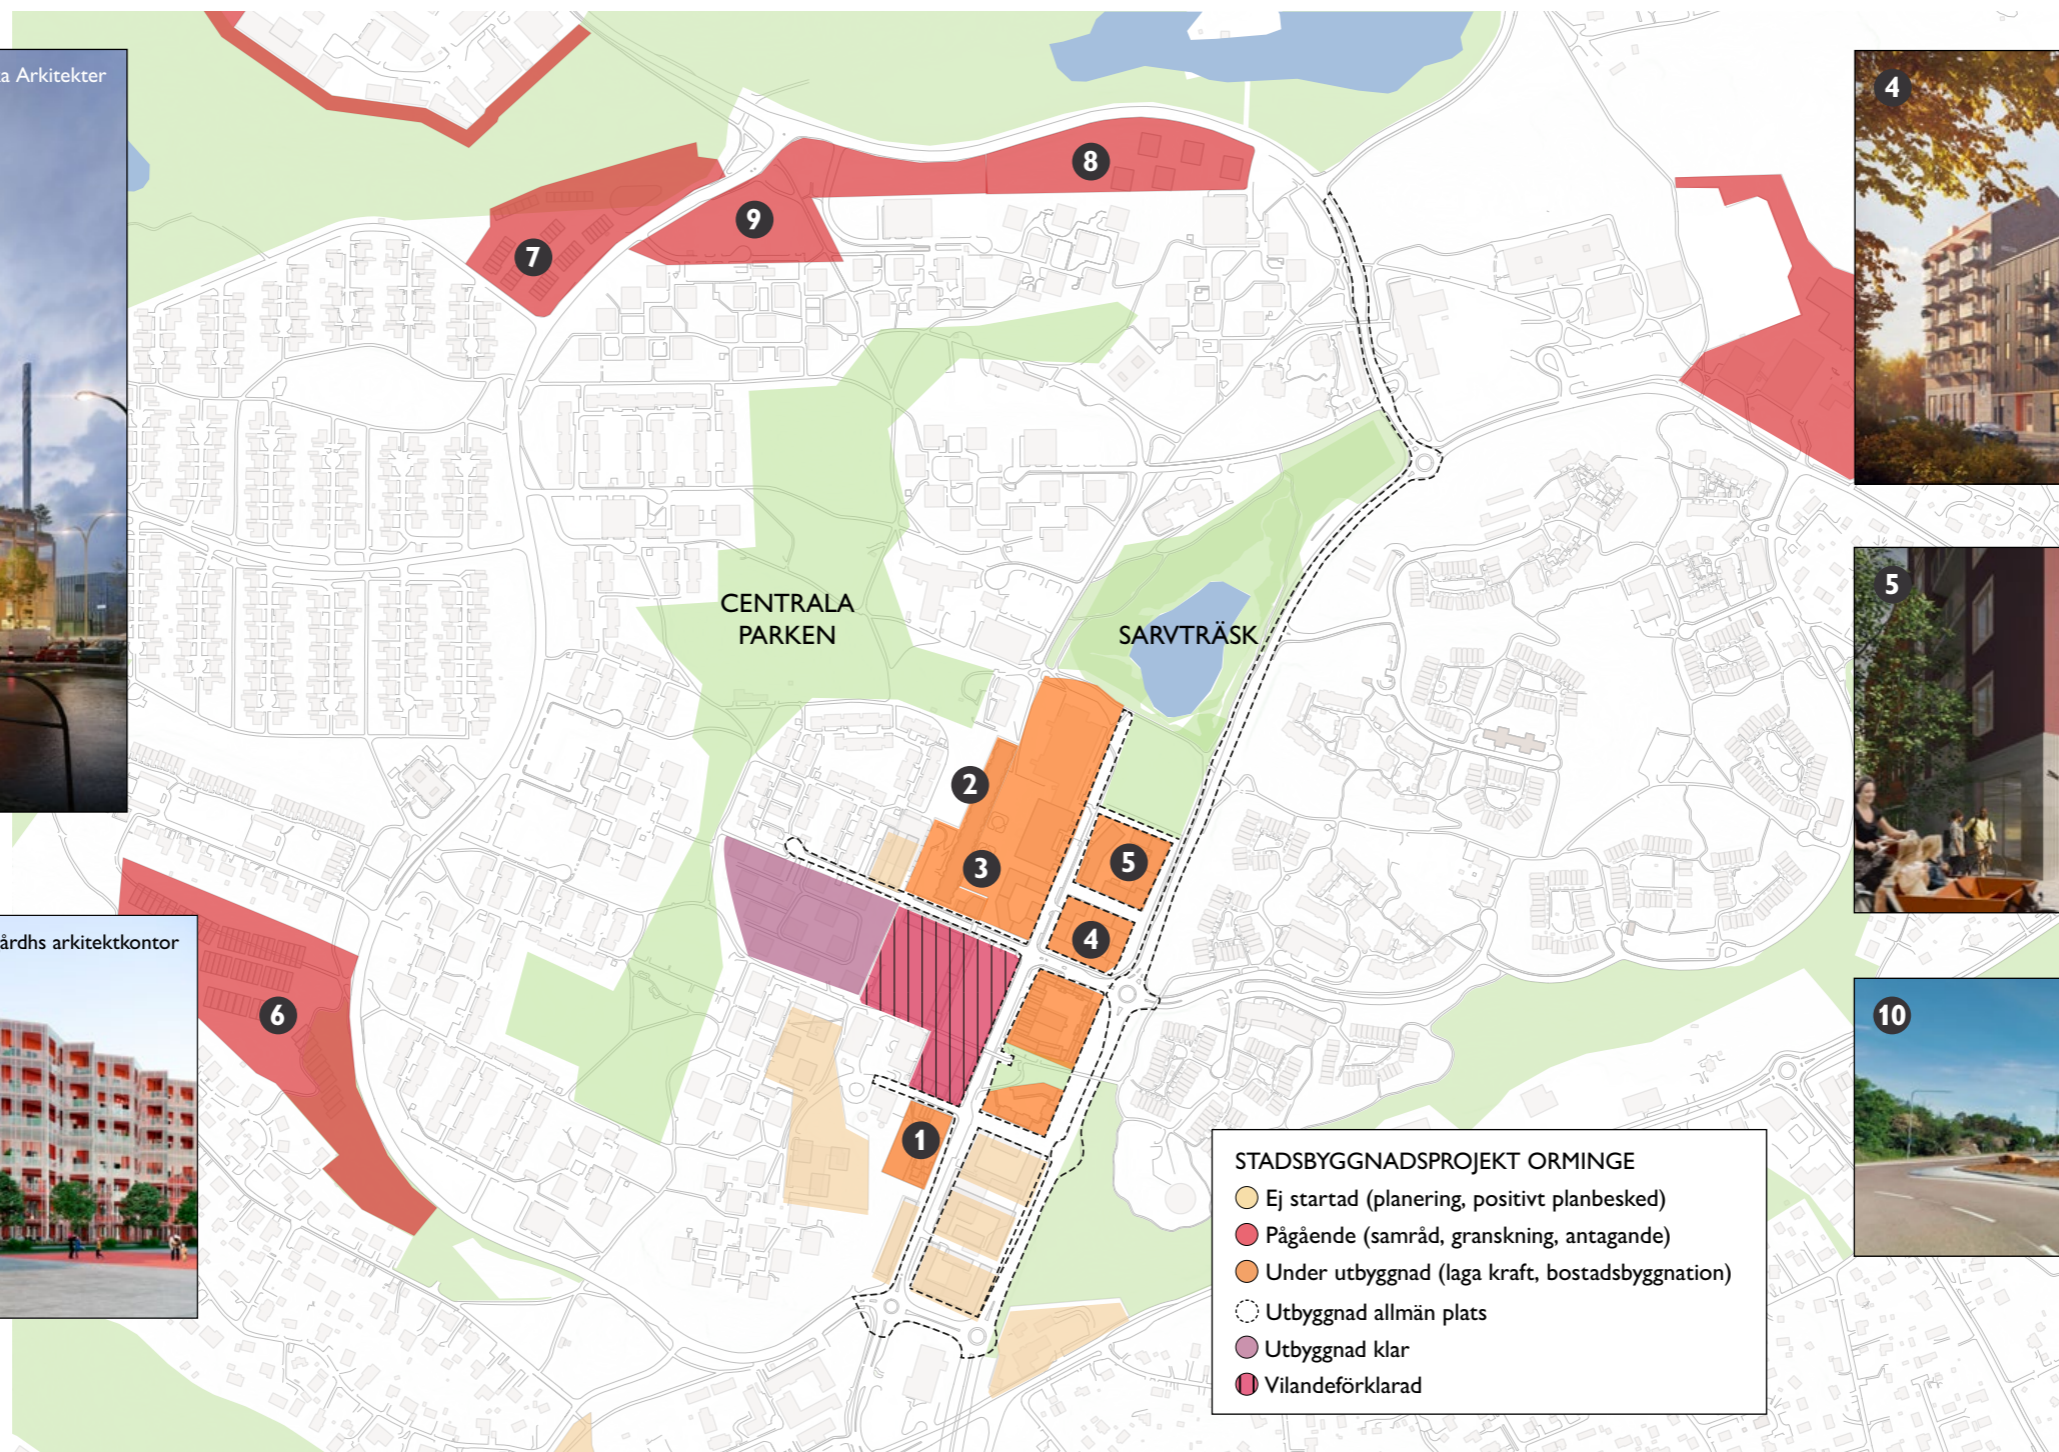 a Arkitekter
4
8
9
7
5
CENTRALA
PARKEN
SARVTRÄSK
2
3
5
4
årdhs arkitektkontor
6
10
1
STADSBYGGNADSPROJEKT ORMINGE
Ej startad (planering, positivt planbesked)
Pågående (samråd, granskning, antagande)
Under utbyggnad (laga kraft, bostadsbyggnation)
Utbyggnad allmän plats
Utbyggnad klar
Vilandeförklarad